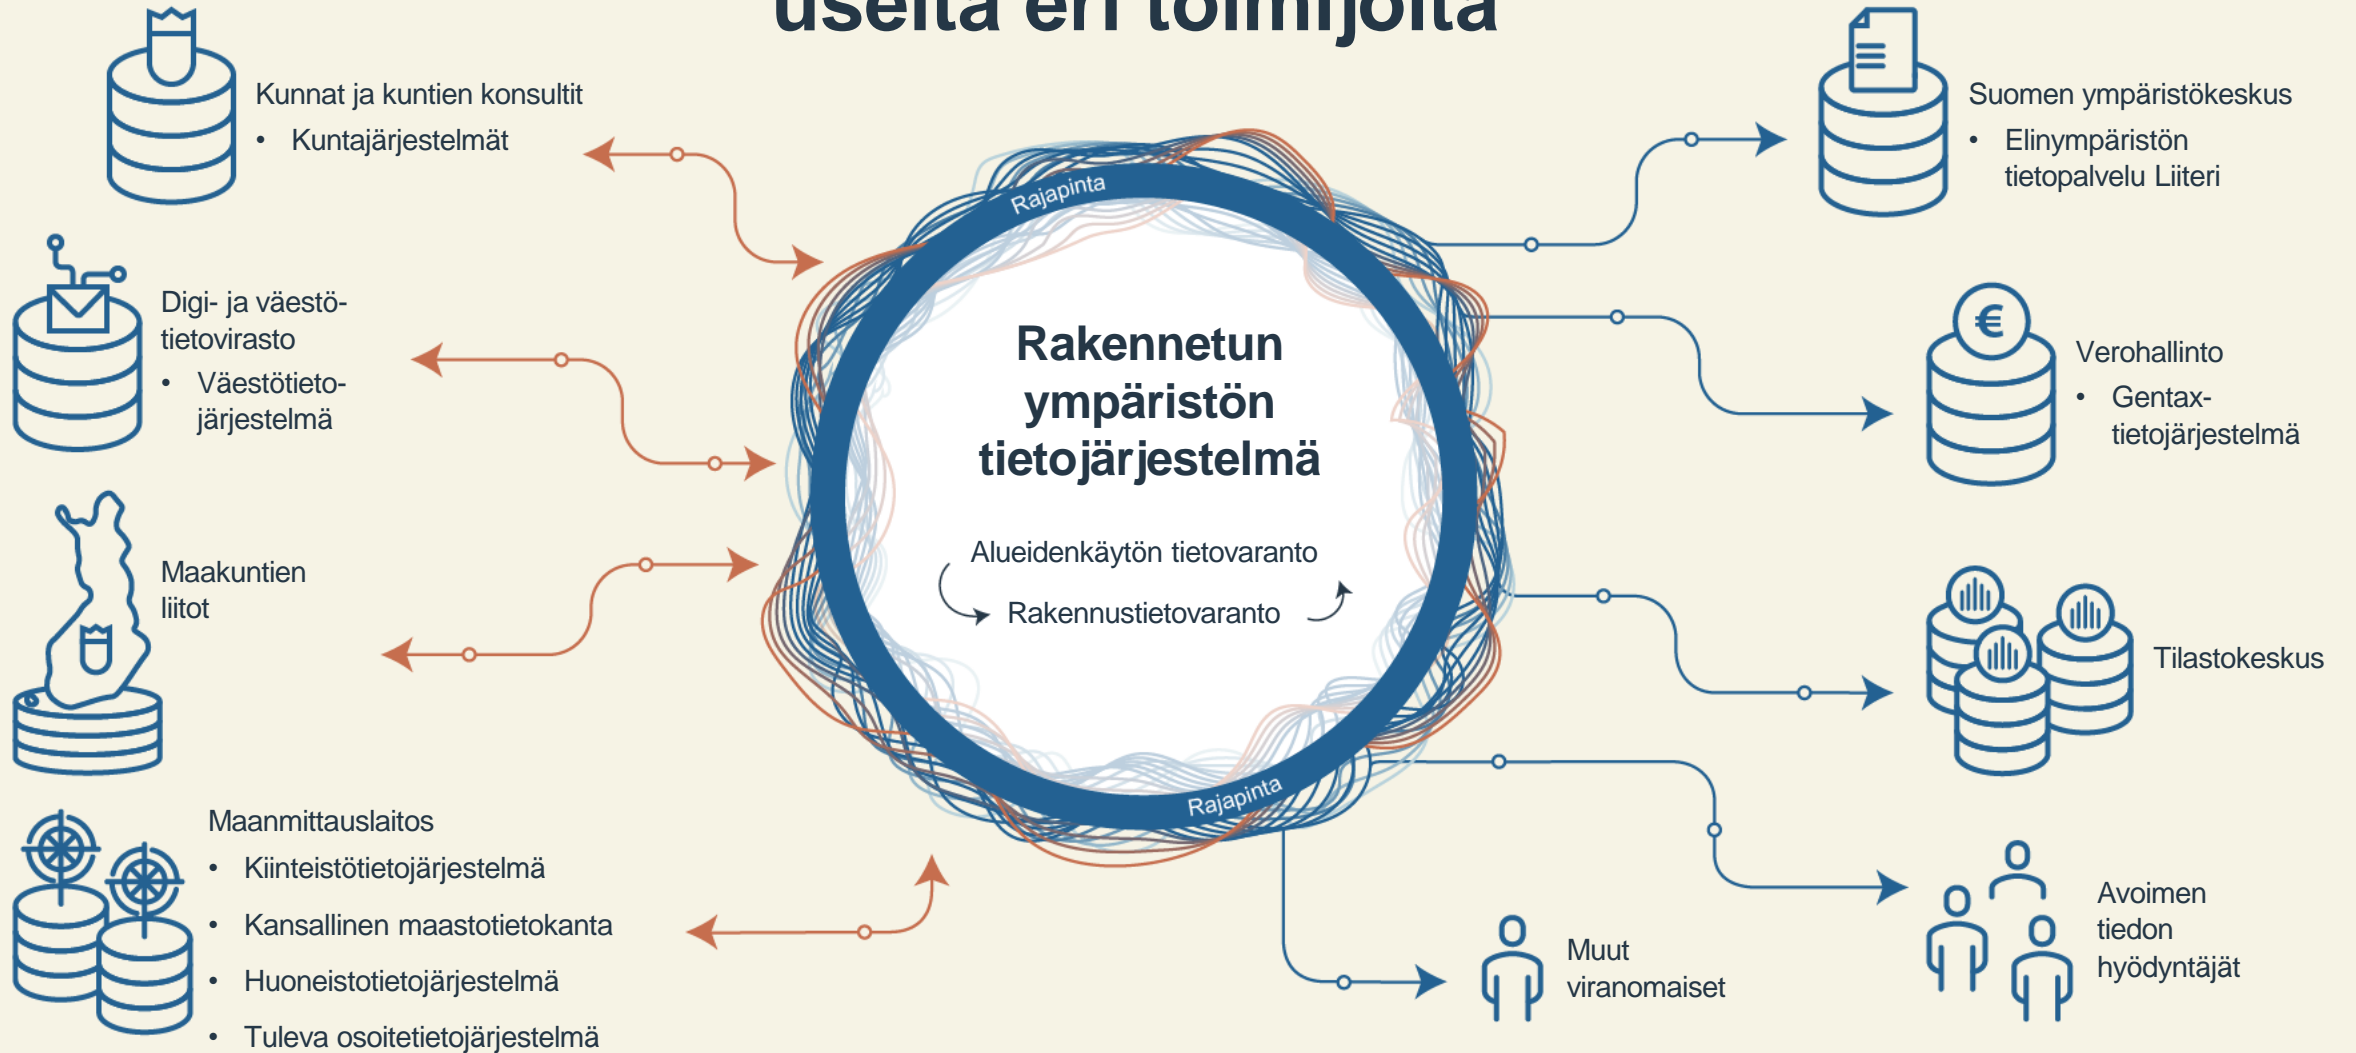 useita eri toimijoita
Kunnat ja kuntien konsultit
• Kuntajärjestelmät
Digi- ja väestö-
tietovirasto
• Väestötieto-
järjestelmä
Maakuntien
liitot
Maanmittauslaitos
• Kiinteistötietojärjestelmä
• Kansallinen maastotietokanta
• Huoneistotietojärjestelmä
• Tuleva osoitetietojärjestelmä
Rajapinta
Rakennetun
ympäristön
tietojärjestelmä
Alueidenkäytön tietovaranto
Rakennustietovaranto
Rajapinta
Suomen ympäristökeskus
• Elinympäristön
tietopalvelu Liiteri
€
Verohallinto
• Gentax-
tietojärjestelmä
Tilastokeskus
Avoimen
tiedon
hyödyntäjät
Muut
viranomaiset